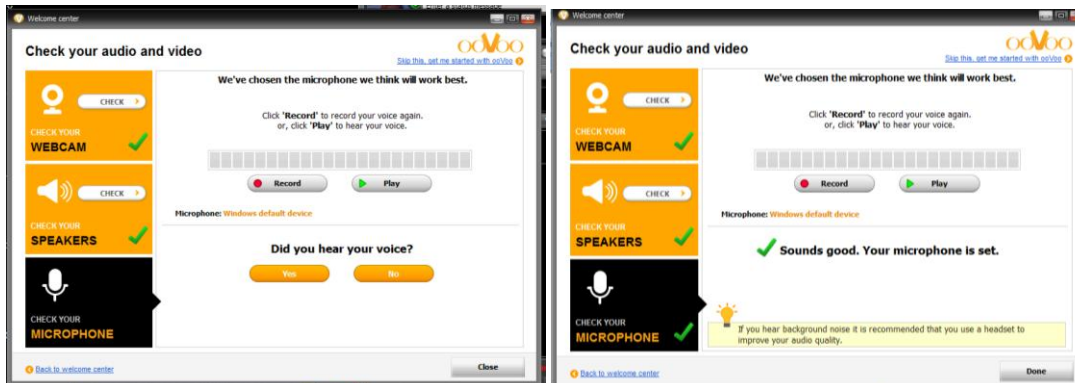 Welcome center
Enter a status message
Check your audio and video
ooVoo
Skip this, get me started with ooVoo
CHECK
CHECK YOUR
WEBCAM
CHECK
CHECK YOUR
SPEAKERS
CHECK YOUR
MICROPHONE
We've chosen the microphone we think will work best.
Click 'Record' to record your voice again.
or, click 'Play' to hear your voice.
Record
Play
Microphone: Windows default device
Did you hear your voice?
Yes
No
Back to welcome center
Close
Welcome center
Check your audio and video
ooVoo
Skip this, get me started with ooVoo
CHECK
CHECK YOUR
WEBCAM
CHECK
CHECK YOUR
SPEAKERS
CHECK YOUR
MICROPHONE
We've chosen the microphone we think will work best.
Click 'Record' to record your voice again.
or, click 'Play' to hear your voice.
Record
Play
Microphone: Windows default device
Sounds good. Your microphone is set.
If you hear background noise it is recommended that you use a headset to
improve your audio quality.
Back to welcome center
Done